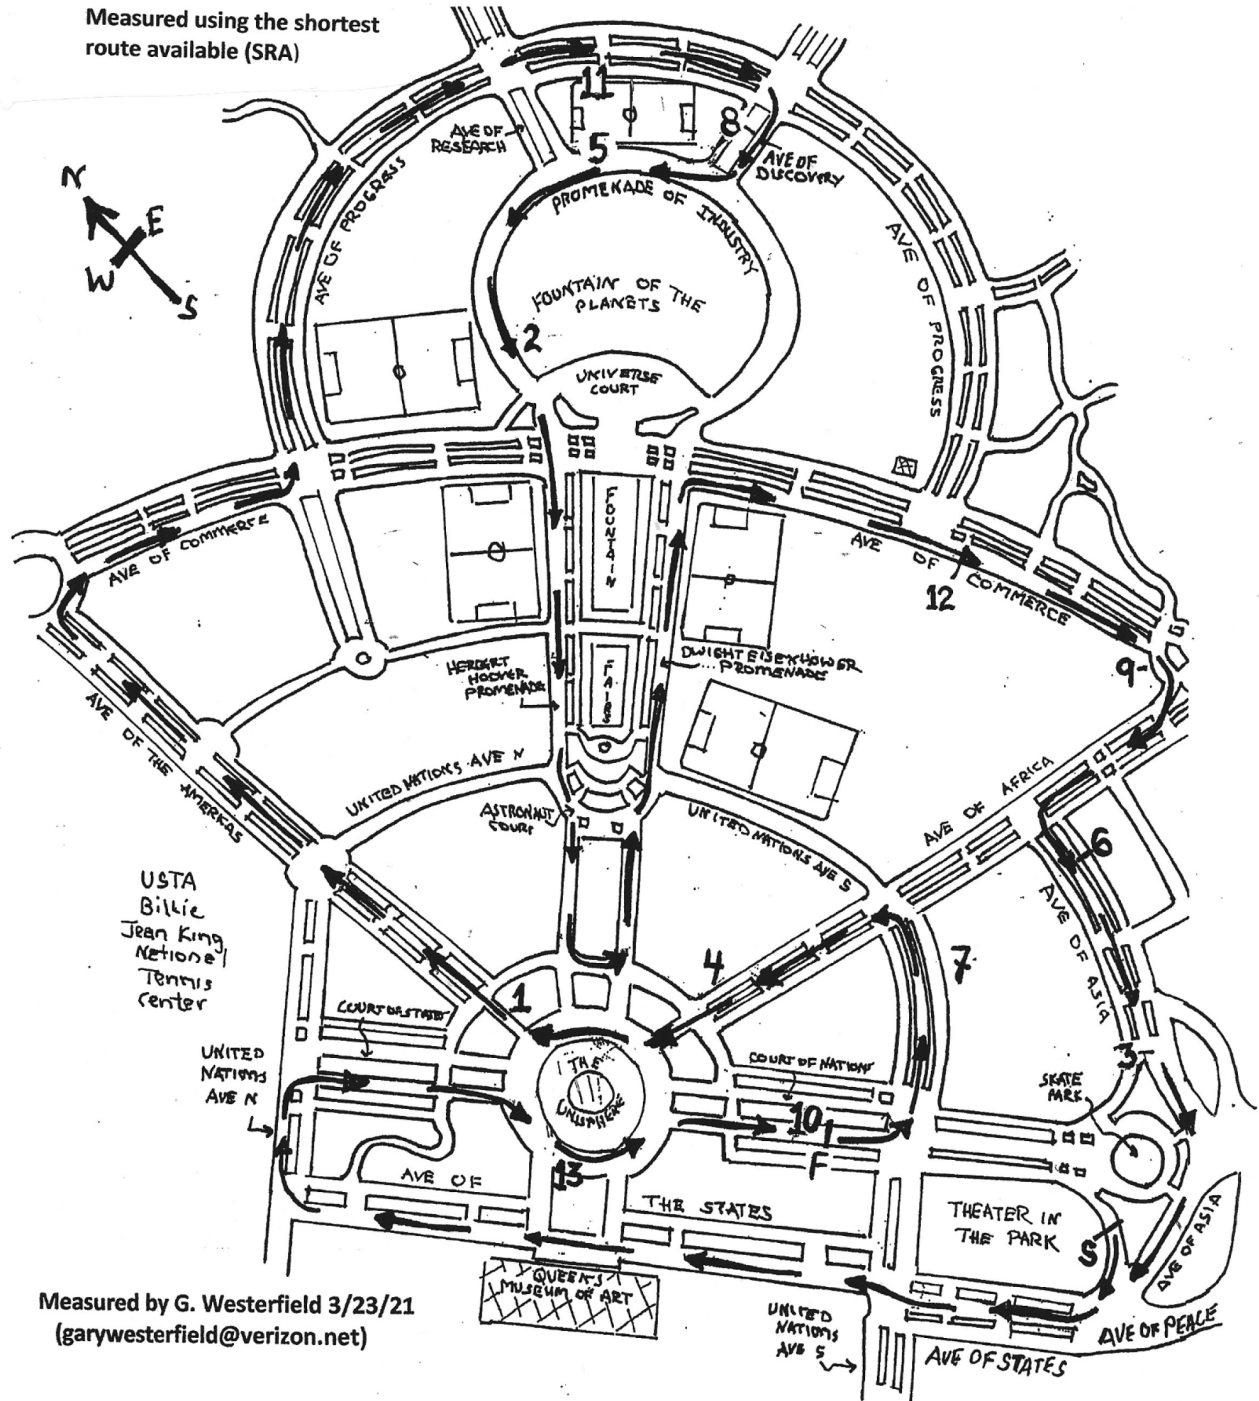 Measured using the shortest
route available (SRA)
N
E
W
S
11
8
AVE OF
RESEARCH
5
AVE OF
DISCOVERY
AVE OF PROGRESS
PROMENADE OF INDUSTRY
AVE OF PROGRESS
FOUNTAIN OF THE
PLANETS
2
UNIVERSE
COURT
AVE OF COMMERCE
FOUNTAIN
AVE OF COMMERCE
12
HERBERT
HOOVER
PROMENADE
FAIRS
DWIGHT EISENHOWER
PROMENADE
9
AVE OF THE AMERICAS
UNITED NATIONS AVE N
ASTRONAUT
COURT
UNITED NATIONS AVE S
AVE OF AFRICA
6
AVE OF ASIA
USTA
Billie
Jean King
National
Tennis
Center
4
7
1
COURT OF STATES
UNITED
NATIONS
AVE N
THE
UNISPHERE
COURT OF NATIONS
10
F
3
SKATE
PARK
13
AVE OF
THE STATES
THEATER IN
THE PARK
S
AVE OF ASIA
QUEENS
MUSEUM OF ART
Measured by G. Westerfield 3/23/21
(garywesterfield@verizon.net)
UNITED
NATIONS
AVE S
AVE OF STATES
AVE OF PEACE